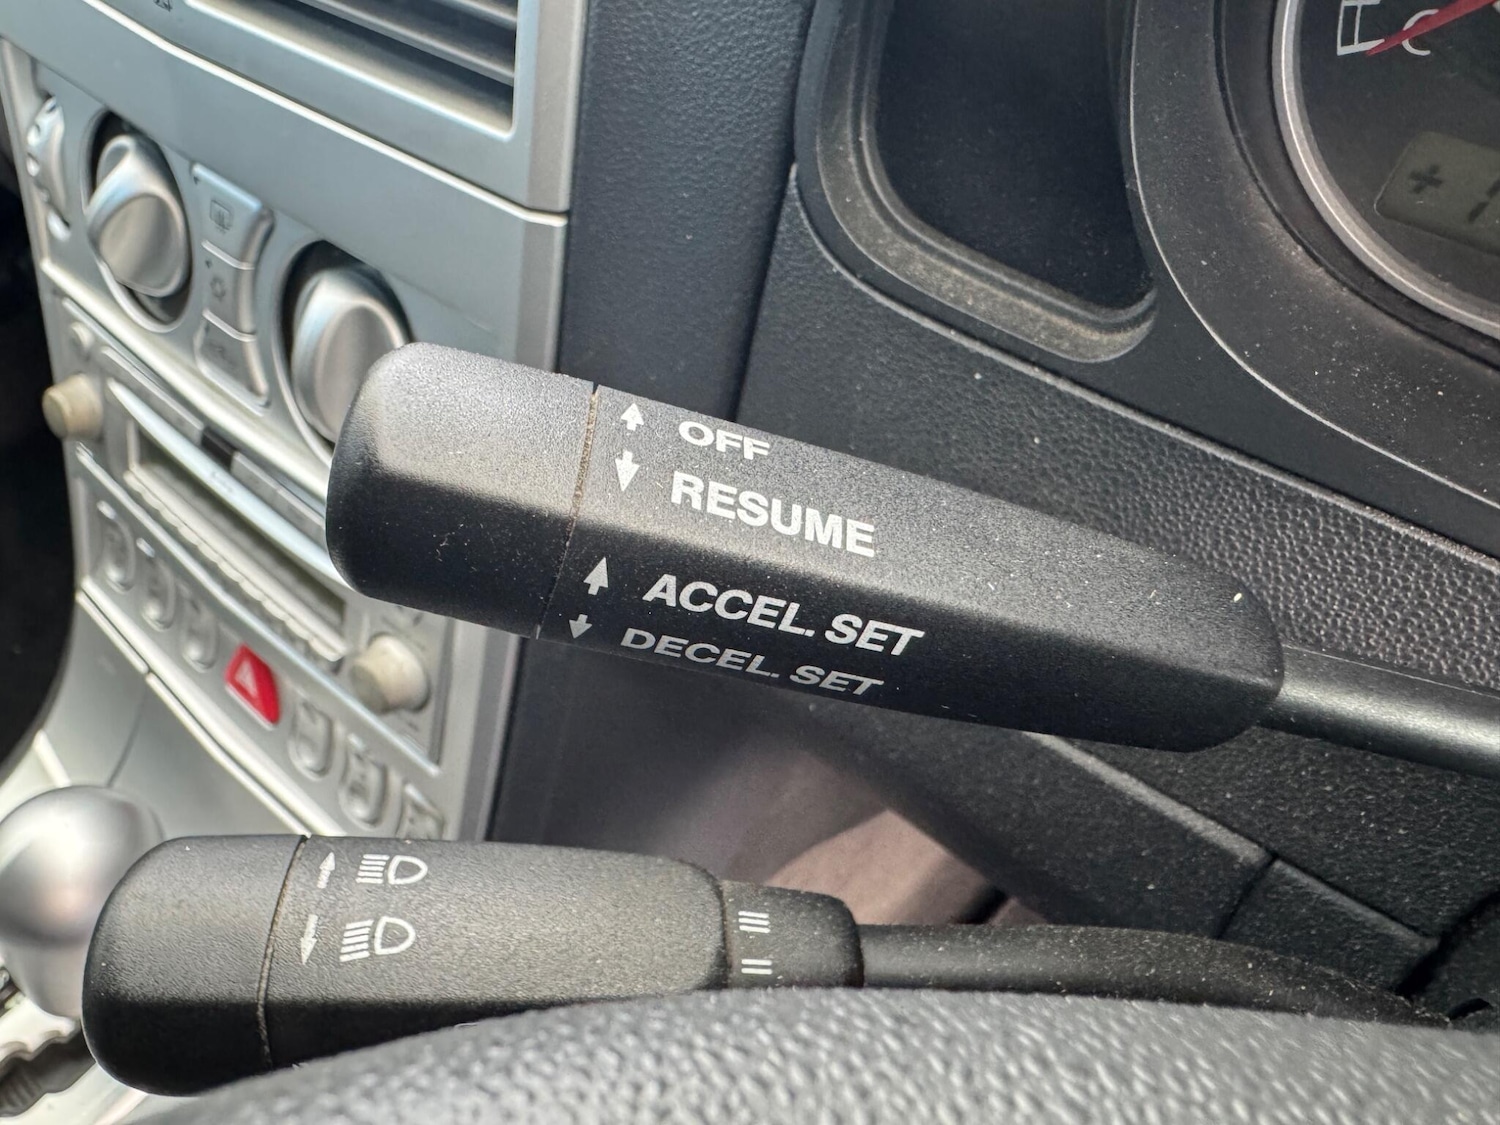 OFF
RESUME
ACCEL. SET
DECEL. SET